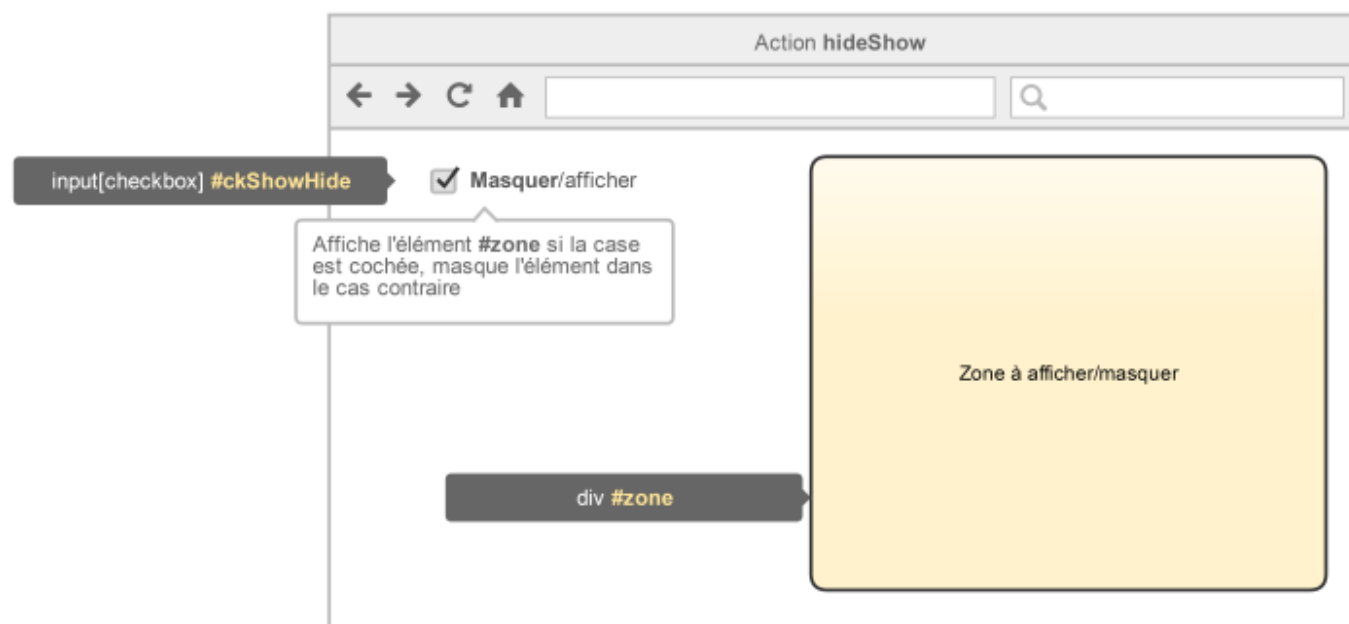 Action hideShow
input[checkbox] #ckShowHide
Masquer/afficher
Affiche l'élément #zone si la case
est cochée, masque l'élément dans
le cas contraire
Zone à afficher/masquer
div #zone